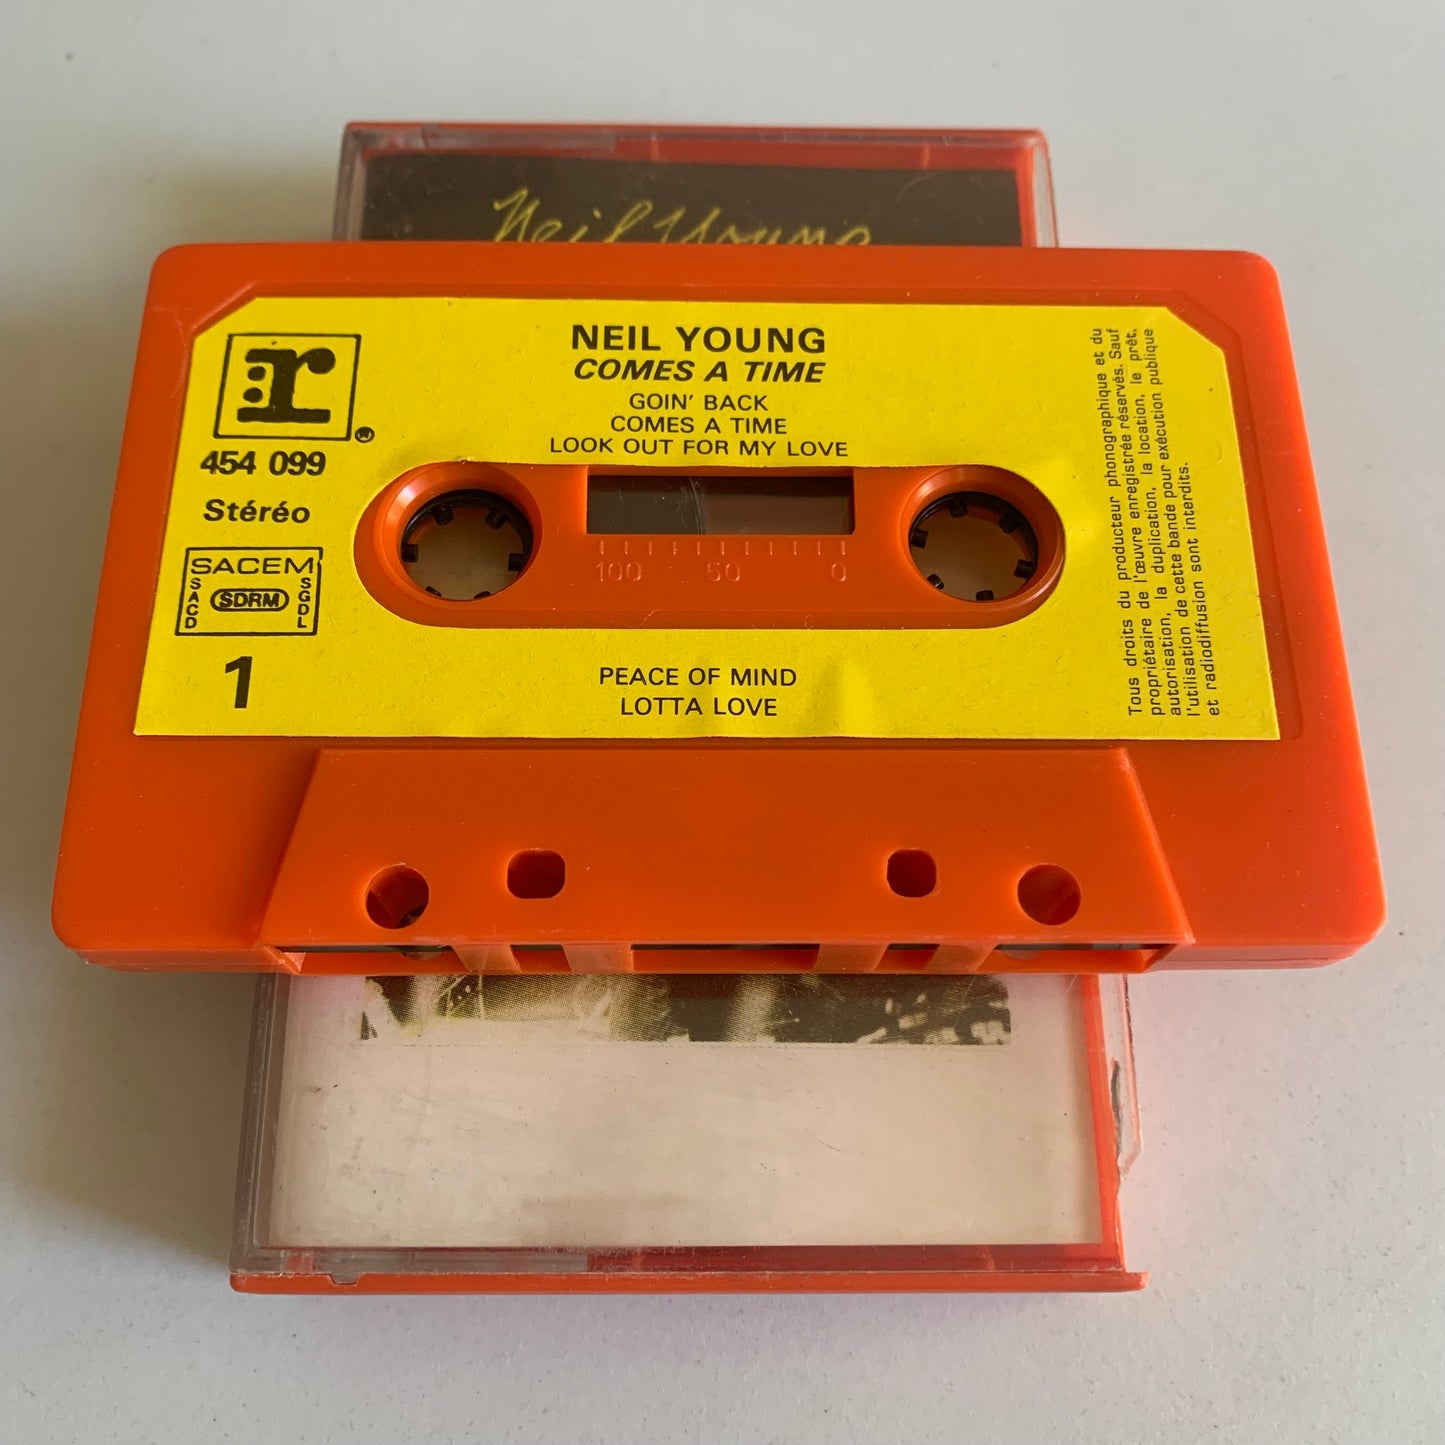 Neil Young
NEIL YOUNG
COMES A TIME
GOIN' BACK
COMES A TIME
LOOK OUT FOR MY LOVE
r
®
454 099
Stéréo
SACEM
SACD
SDRM
SGDL
1
100 50 0
PEACE OF MIND
LOTTA LOVE
Tous droits du producteur phonographique et du
propriétaire de l'œuvre enregistrée réservés. Sauf
autorisation, la duplication, la location, le prêt,
l'utilisation de cette bande pour exécution publique
et radiodiffusion sont interdits.